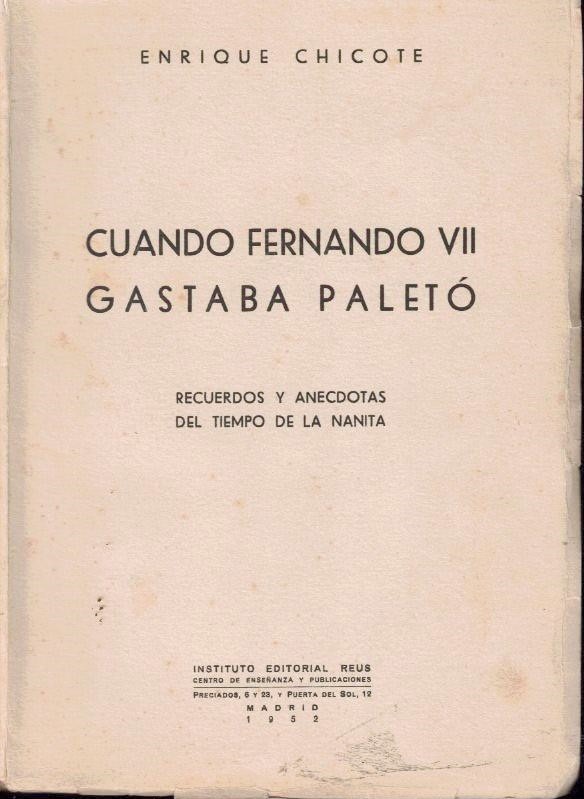 ENRIQUE CHICOTE
CUANDO FERNANDO VII
GASTABA PALETÓ
RECUERDOS Y ANECDOTAS
DEL TIEMPO DE LA NANITA
INSTITUTO EDITORIAL REUS
CENTRO DE ENSEÑANZA Y PUBLICACIONES
PRECIADOS, 6 Y 23, Y PUERTA DEL SOL, 12
MADRID
1952